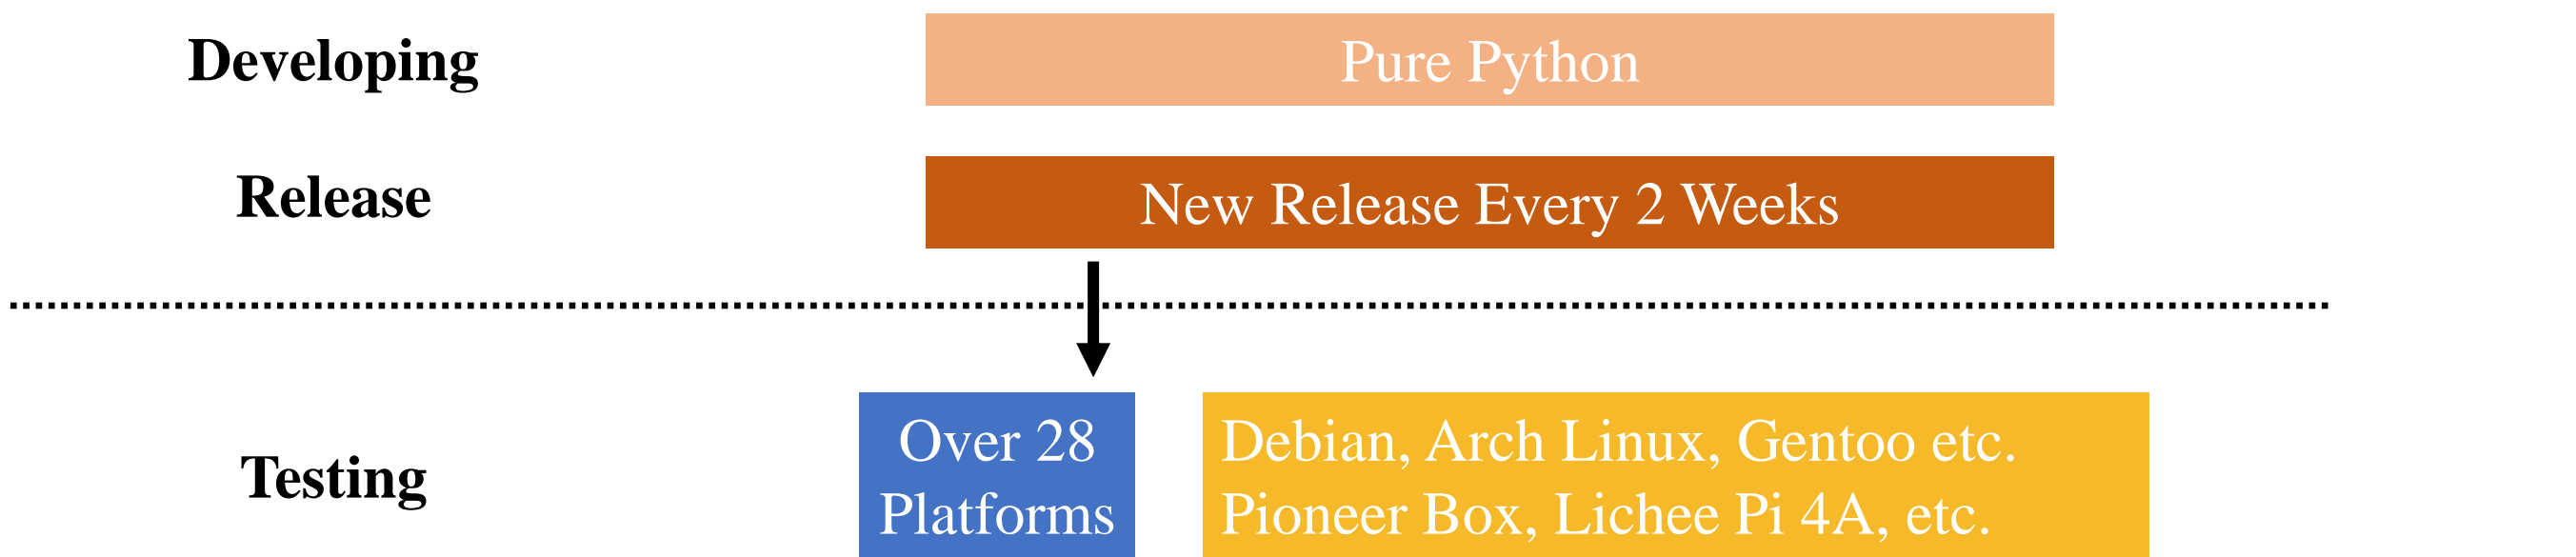 Developing
Pure Python
Release
New Release Every 2 Weeks
Testing
Over 28
Platforms
Debian, Arch Linux, Gentoo etc.
Pioneer Box, Lichee Pi 4A, etc.